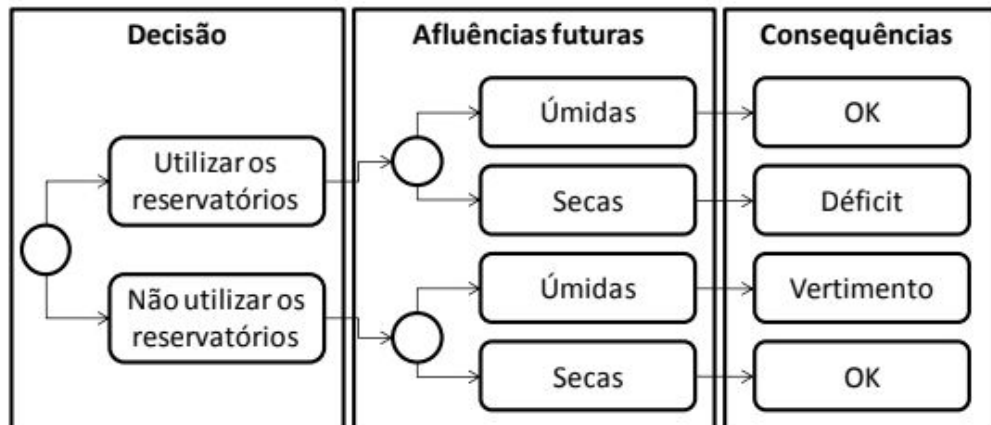 Decisão
Afluências futuras
Consequências
Utilizar os
reservatórios
Não utilizar os
reservatórios
Úmidas
Secas
Úmidas
Secas
OK
Déficit
Vertimento
OK